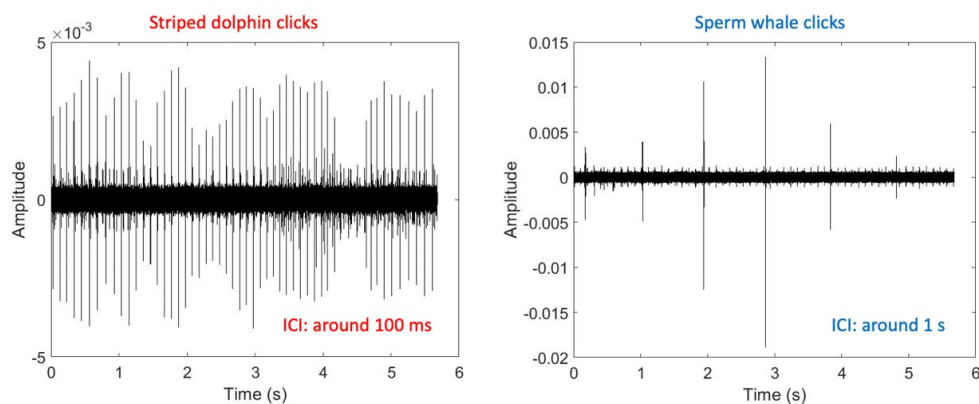 Striped dolphin clicks
×10⁻³
5
0
-5
Amplitude
0 1 2 3 4 5 6
Time (s)
ICI: around 100 ms
Sperm whale clicks
0.015
0.01
0.005
0
-0.005
-0.01
-0.015
-0.02
Amplitude
0 1 2 3 4 5 6
Time (s)
ICI: around 1 s